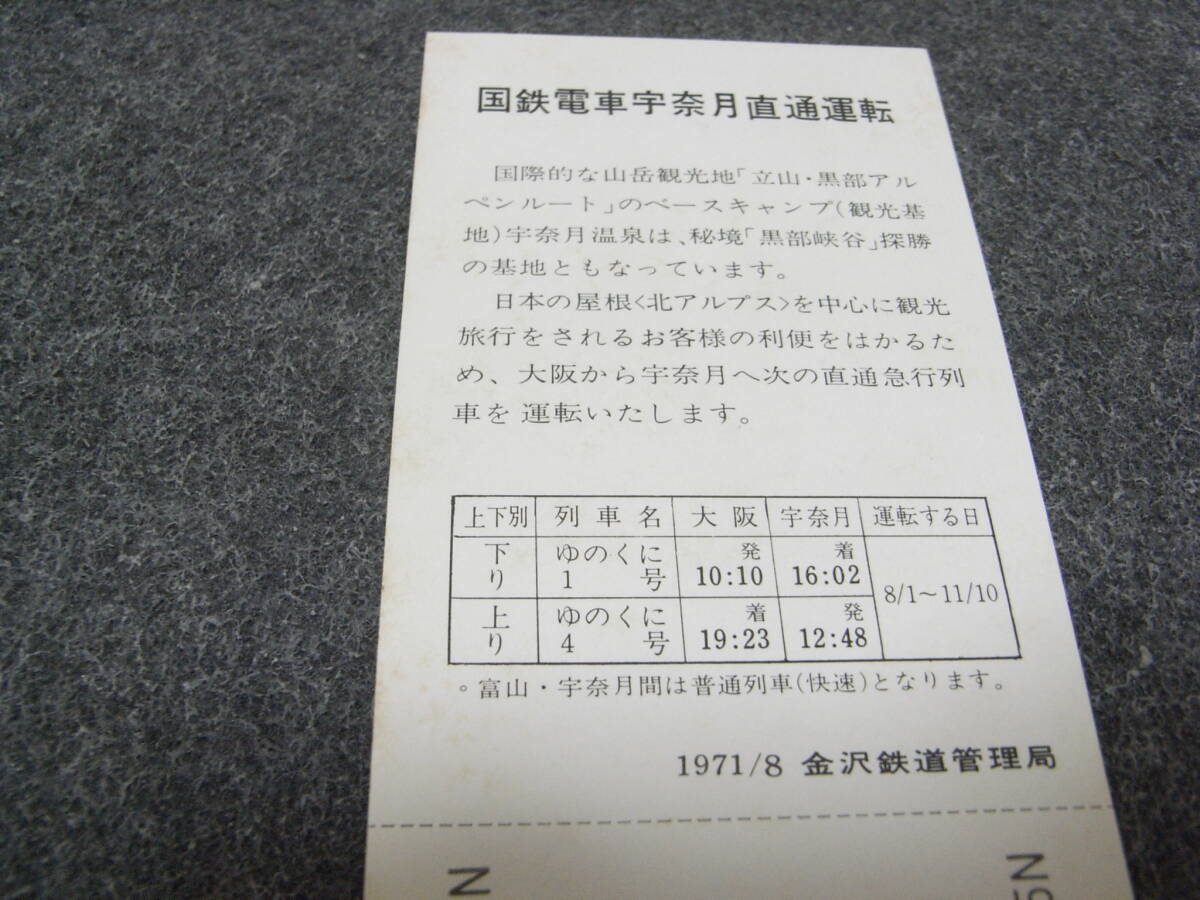 国鉄電車宇奈月直通運転
国際的な山岳観光地「立山・黒部アル
ペンルート」のベースキャンプ(観光基
地)宇奈月温泉は、秘境「黒部峡谷」探勝
の基地ともなっています。
日本の屋根<北アルプス>を中心に観光
旅行をされるお客様の利便をはかるた
め、大阪から宇奈月へ次の直通急行列
車を運転いたします。
上下別 列車名 大阪 宇奈月 運転する日
下り ゆのくに1号 発10:10 着16:02 8/1~11/10
上り ゆのくに4号 着19:23 発12:48
。富山・宇奈月間は普通列車(快速)となります。
1971/8 金沢鉄道管理局
N
5N